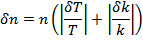 δn = n(|δT/T| + |δk/k|)